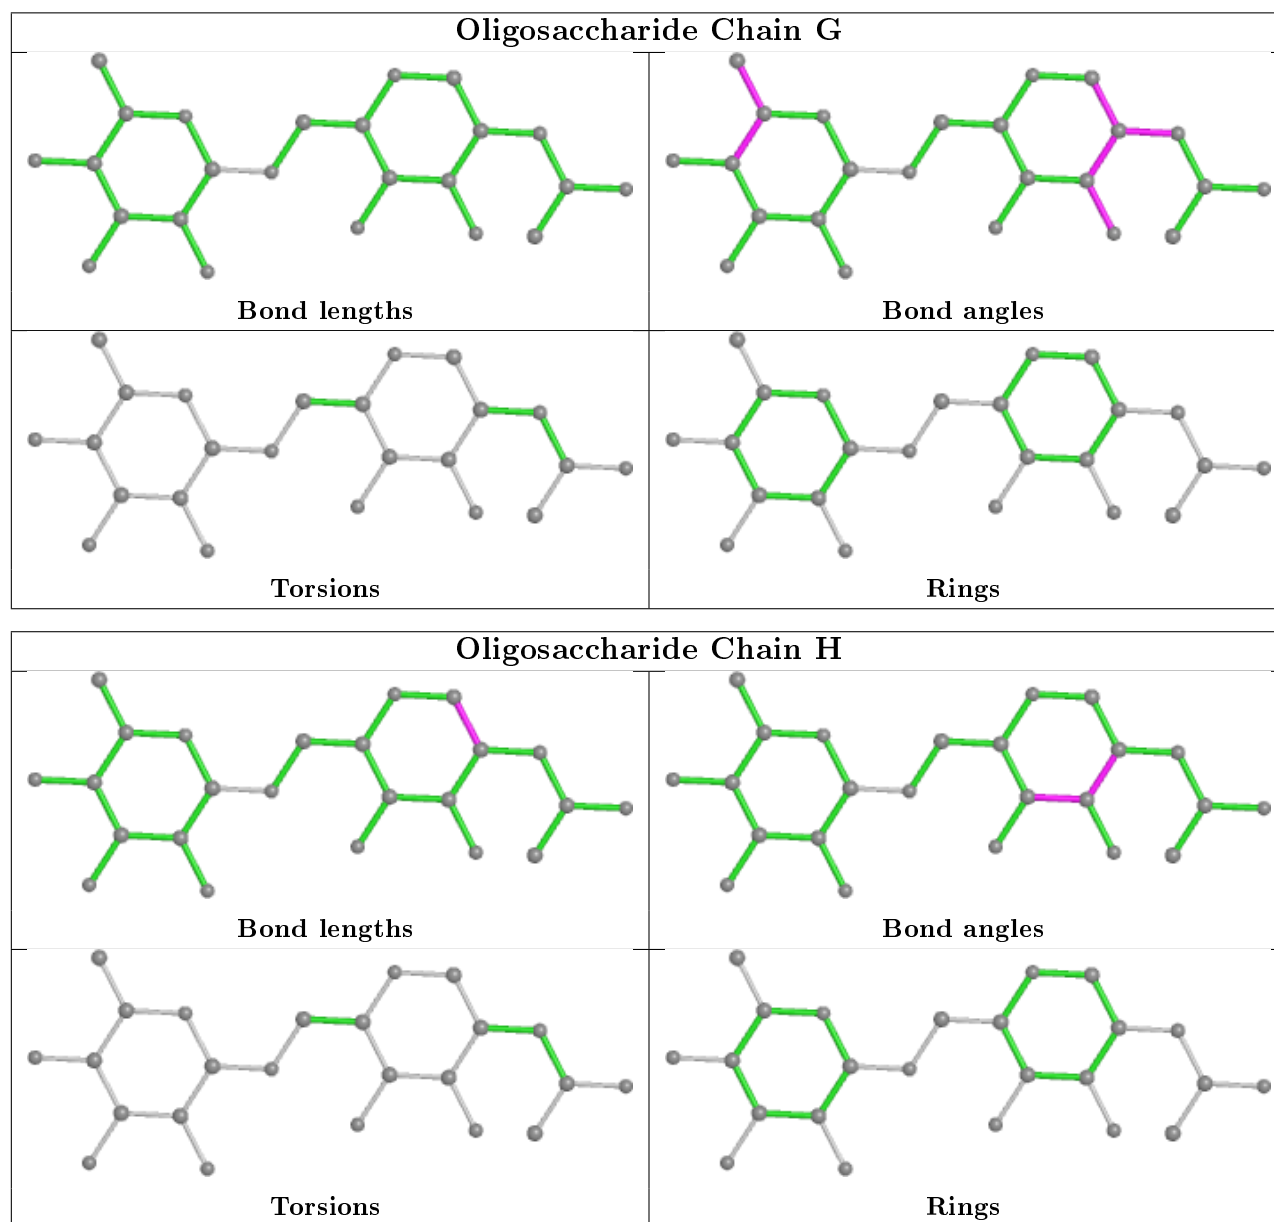 Oligosaccharide Chain G
Bond lengths
Bond angles
Torsions
Rings
Oligosaccharide Chain H
Bond lengths
Bond angles
Torsions
Rings